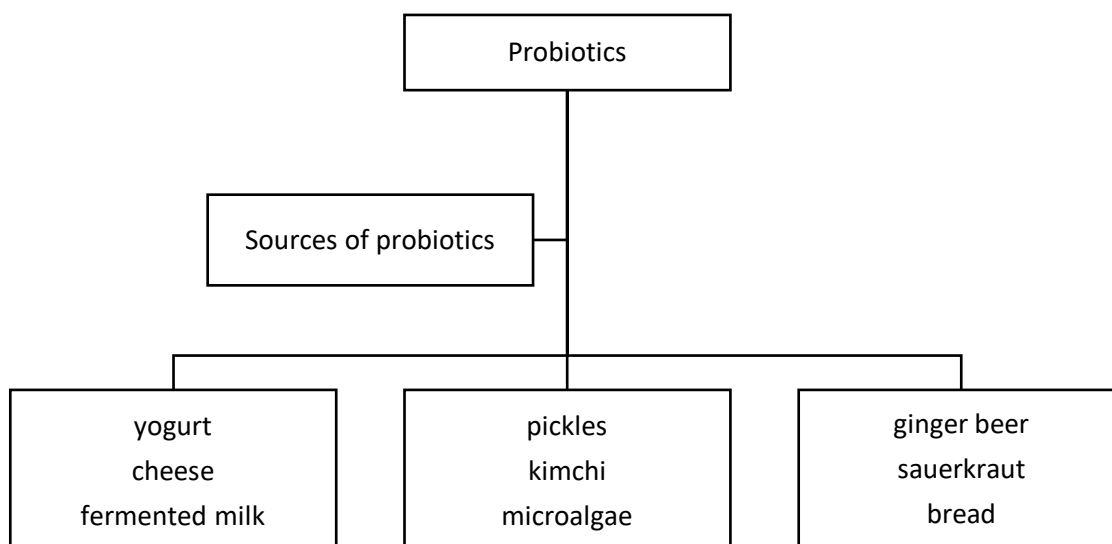 Probiotics
Sources of probiotics
yogurt
cheese
fermented milk
pickles
kimchi
microalgae
ginger beer
sauerkraut
bread